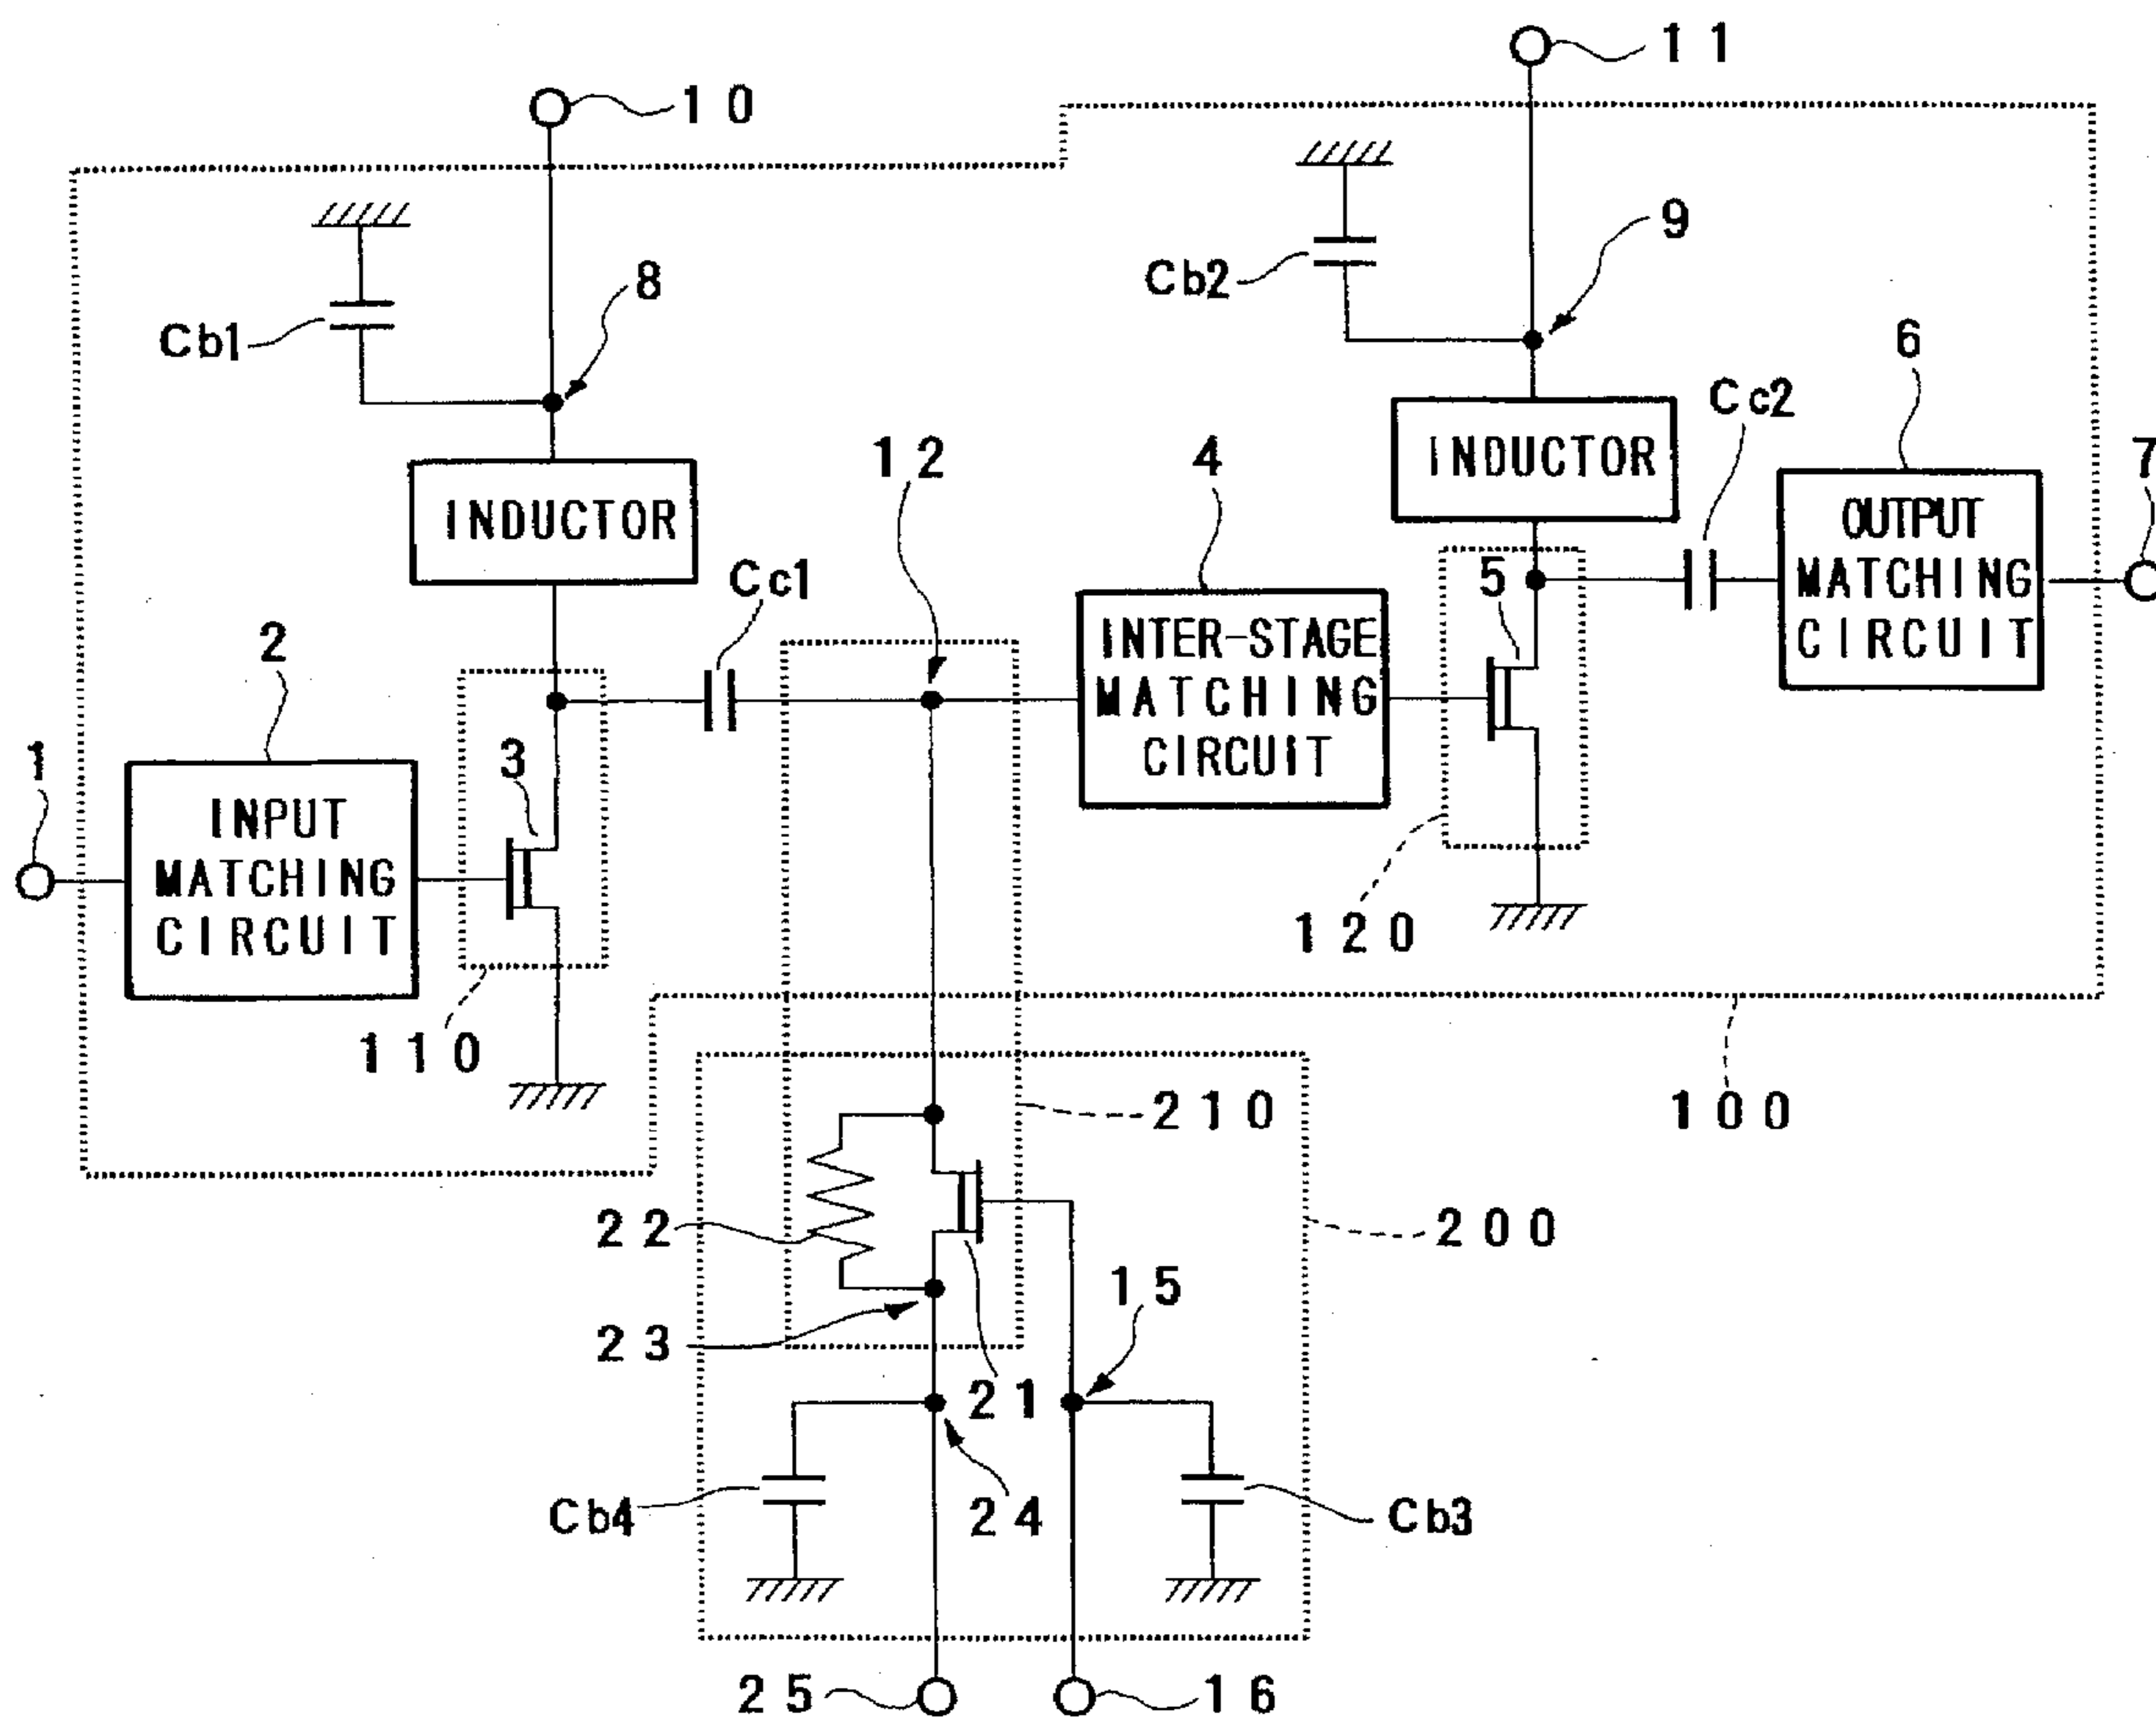 11
10
9
Cb2
8
Cb1
6
Cc2
12
4
INDUCTOR
7
INDUCTOR
OUTPUT
MATCHING
CIRCUIT
Cc1
5
2
INTER-STAGE
MATCHING
CIRCUIT
1
3
INPUT
MATCHING
CIRCUIT
120
110
210
100
22
200
15
23
21
Cb4
24
Cb3
25
16